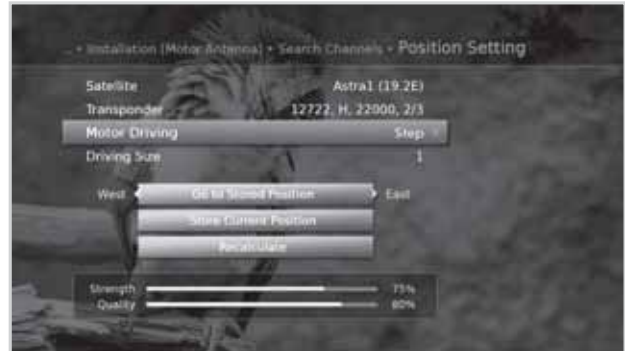 ... • Installation (Motor Antenna) • Search Channels • Position Setting
Satellite Astra1 (19.2E)
Transponder 12722, H, 22000, 2/3
Motor Driving Step
Driving Size 1
West Go to Stored Position East
Store Current Position
Recalculate
Strength 75%
Quality 80%